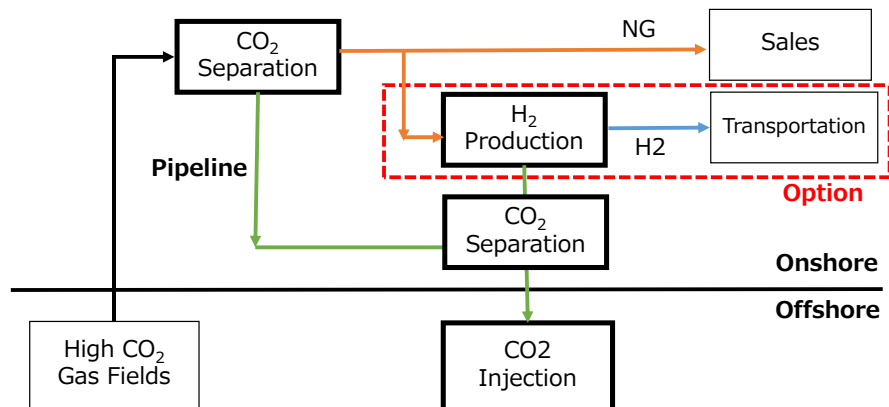 CO₂
Separation
NG
Sales
H₂
Production
H2
Transportation
Pipeline
Option
CO₂
Separation
Onshore
Offshore
High CO₂
Gas Fields
CO2
Injection